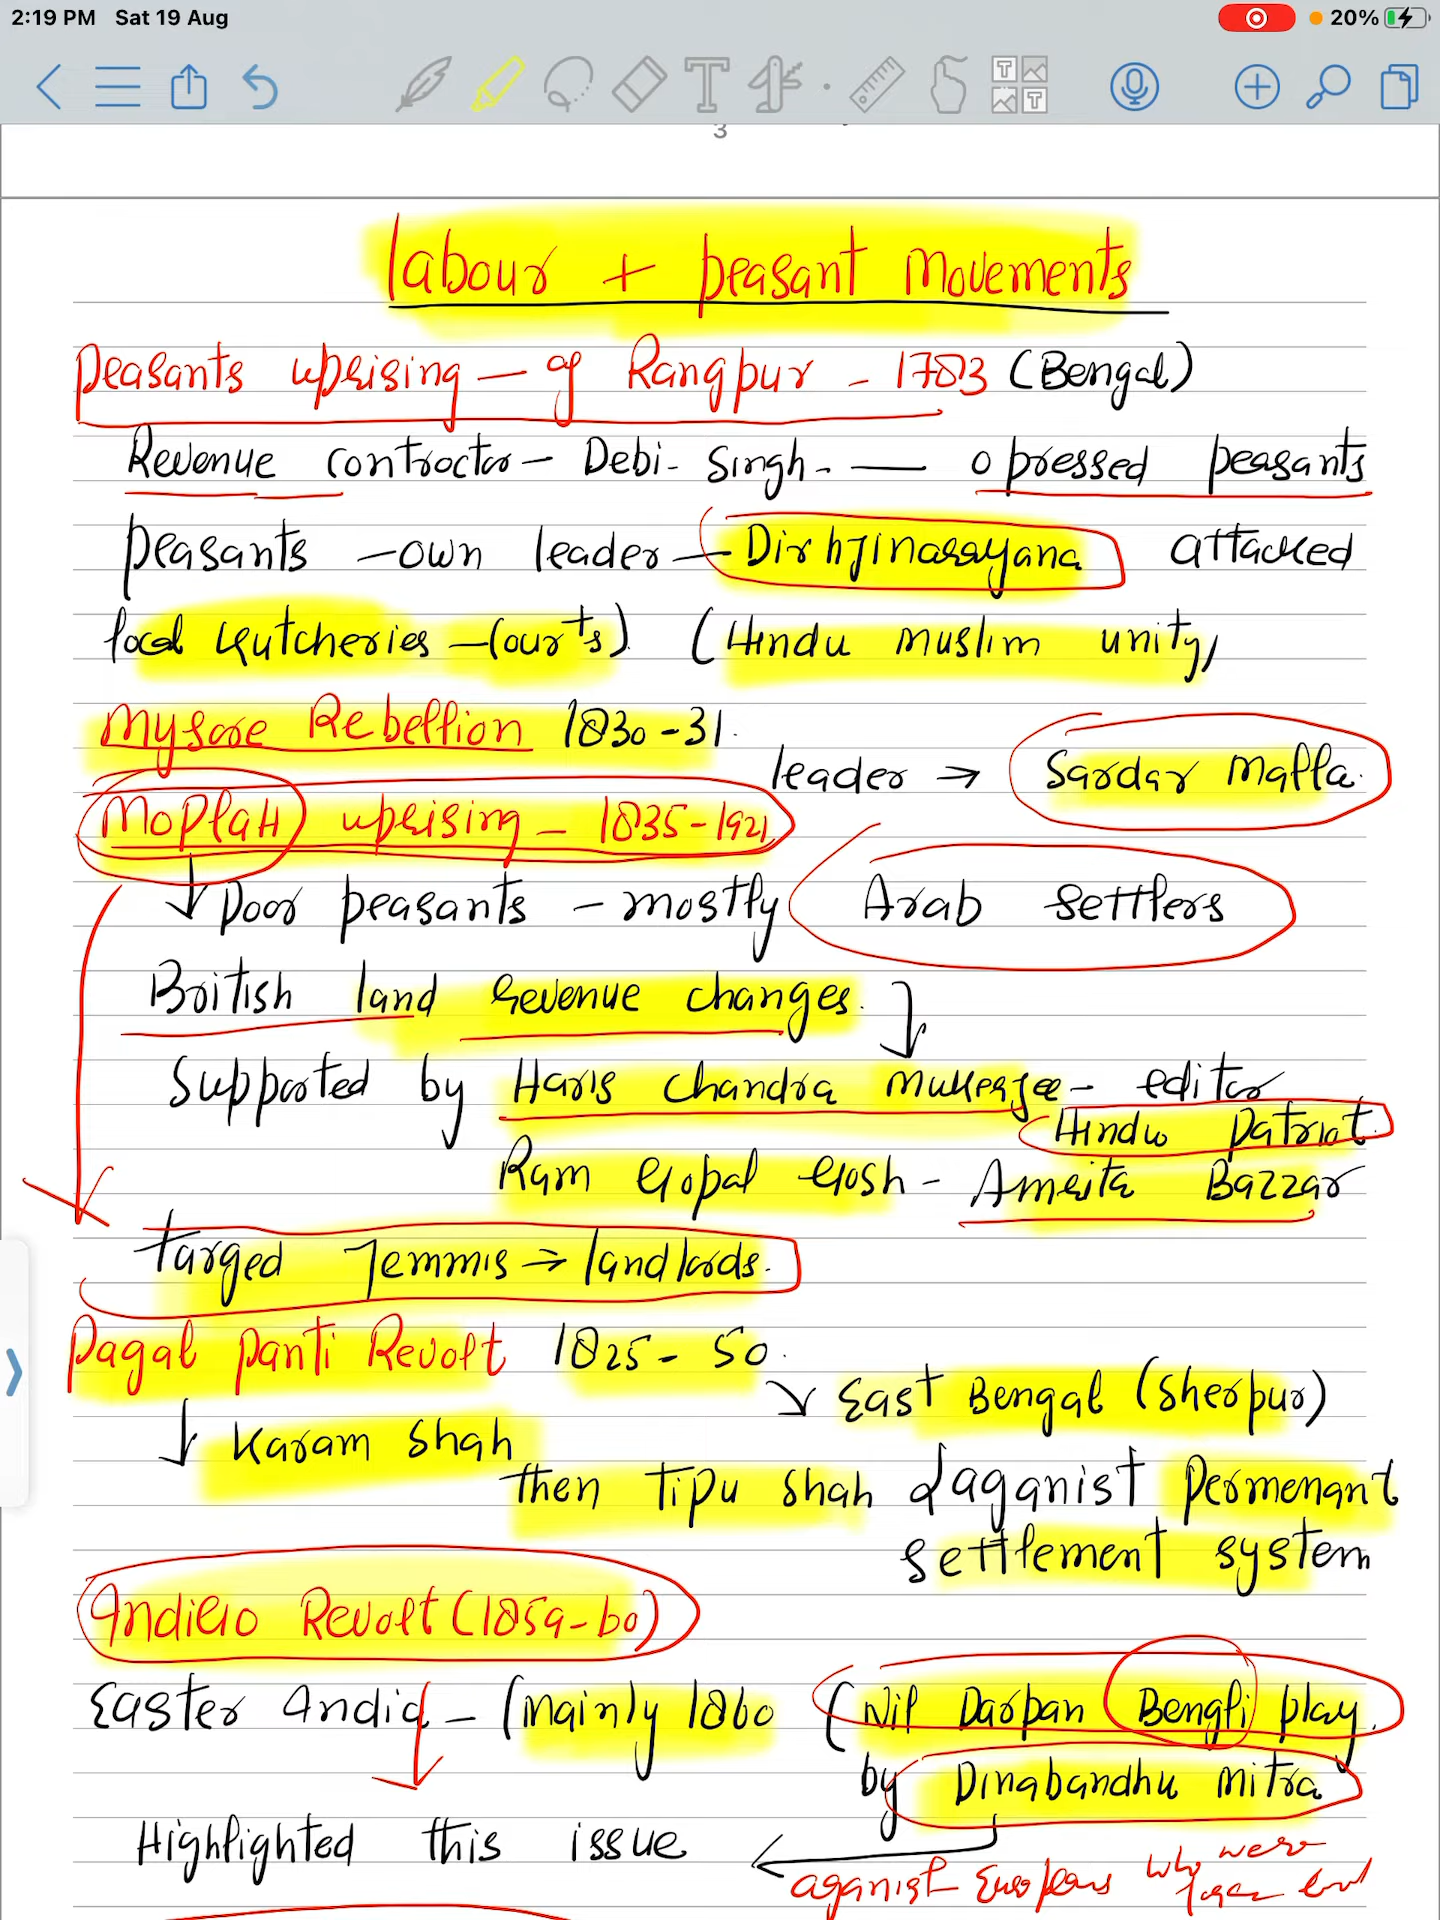 2:19 PM Sat 19 Aug 20%
3
labour + peasant movements
Peasants uprising - of Rangpur - 1783 (Bengal)
Revenue contractor - Debi - Singh - — opressed peasants
peasants - own leader - Dirhjinarayana attacked
local kutcheries - (courts) (Hindu Muslim unity)
Mysore Rebellion 1830-31.
leader → Sardar Malla.
Moplah uprising - 1835-1921
↓ poor peasants - mostly Arab settlers
British land revenue changes.
Supported by Haris Chandra Mukerjee - editor
Hindu Patriot.
Ram Gopal Gosh - Amrita Bazzar
targed Jemmis → landlords.
Pagal Panti Revolt 1825-50.
↘ East Bengal (Sherpur)
↓ Karam Shah
then Tipu Shah aganist Permenant
settlement system
Indigo Revolt (1859-60)
Easter India - (mainly 1860 (Nil Darpan Bengli play.
by Dinabandhu Mitra
Highlighted this issue
aganist Europeans who were